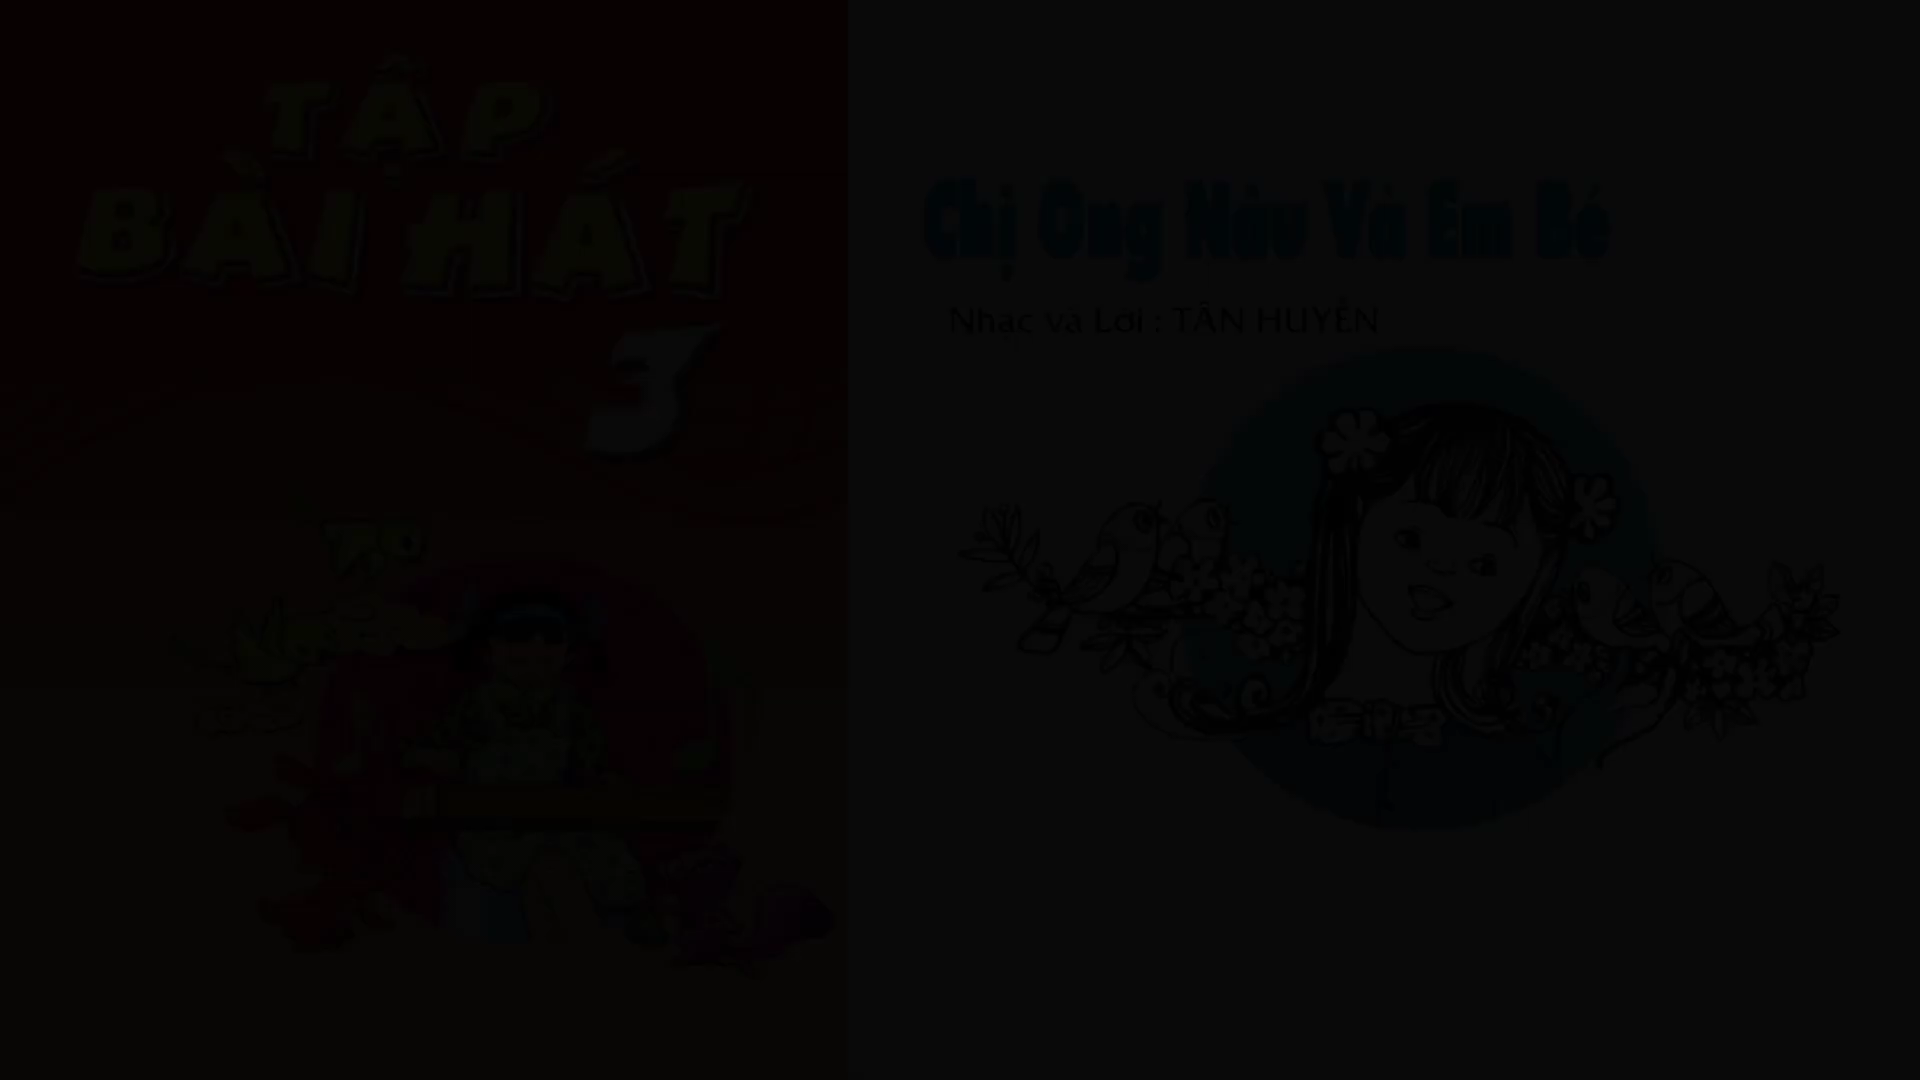 TẬP
BÀI HÁT
3
Chị Ong Nâu Và Em Bé
Nhạc và Lời : TÂN HUYỀN